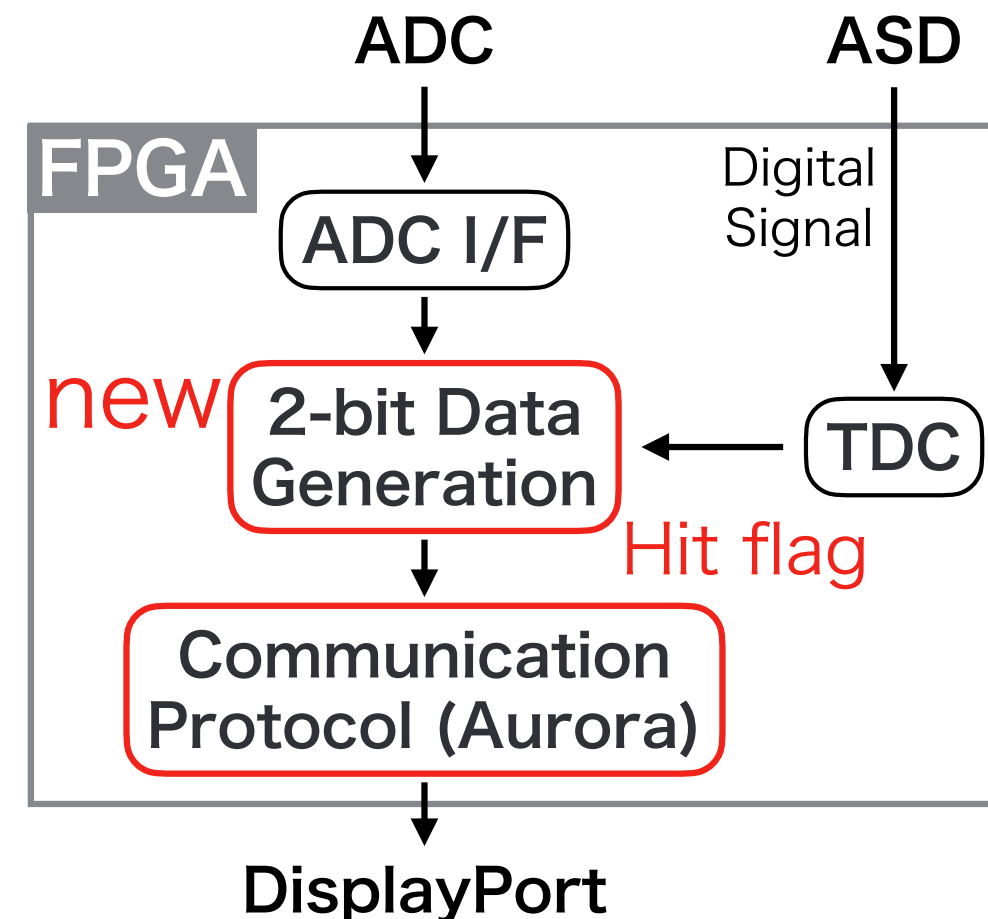 ADC
ASD
FPGA
Digital
Signal
ADC I/F
new
2-bit Data
Generation
TDC
Hit flag
Communication
Protocol (Aurora)
DisplayPort